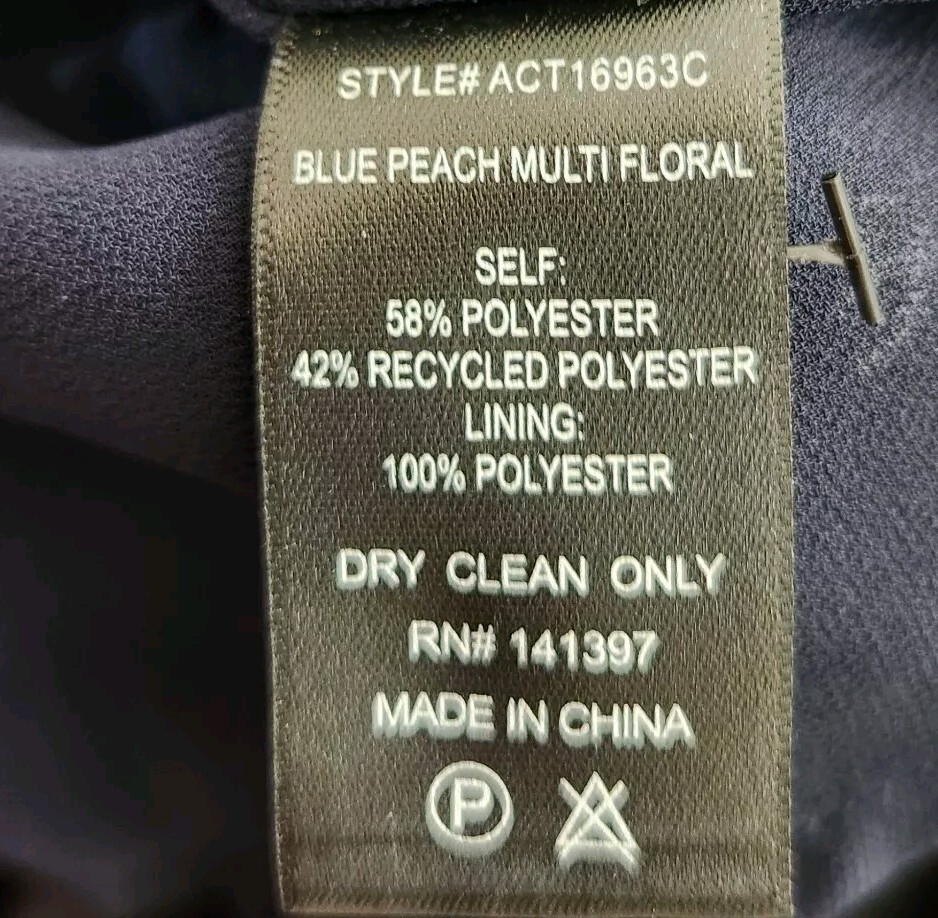 STYLE# ACT16963C
BLUE PEACH MULTI FLORAL
SELF:
58% POLYESTER
42% RECYCLED POLYESTER
LINING:
100% POLYESTER
DRY CLEAN ONLY
RN# 141397
MADE IN CHINA
P